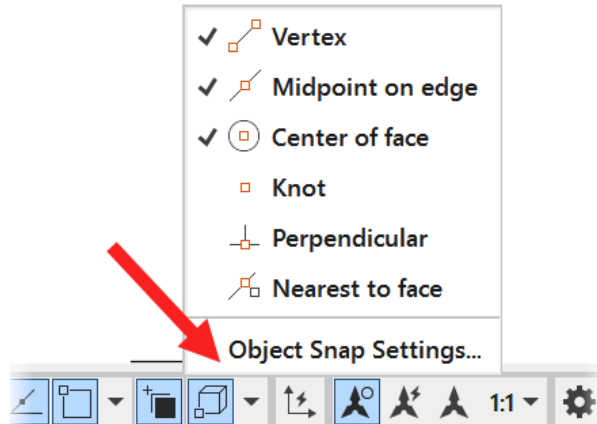 Vertex
Midpoint on edge
Center of face
Knot
Perpendicular
Nearest to face
Object Snap Settings...
1:1